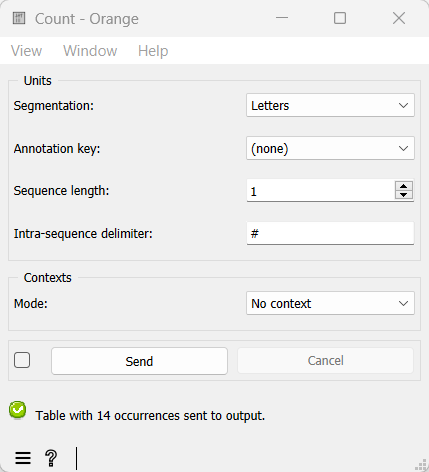 Count - Orange
View Window Help
Units
Segmentation: Letters
Annotation key: (none)
Sequence length: 1
Intra-sequence delimiter: #
Contexts
Mode: No context
Send Cancel
Table with 14 occurrences sent to output.